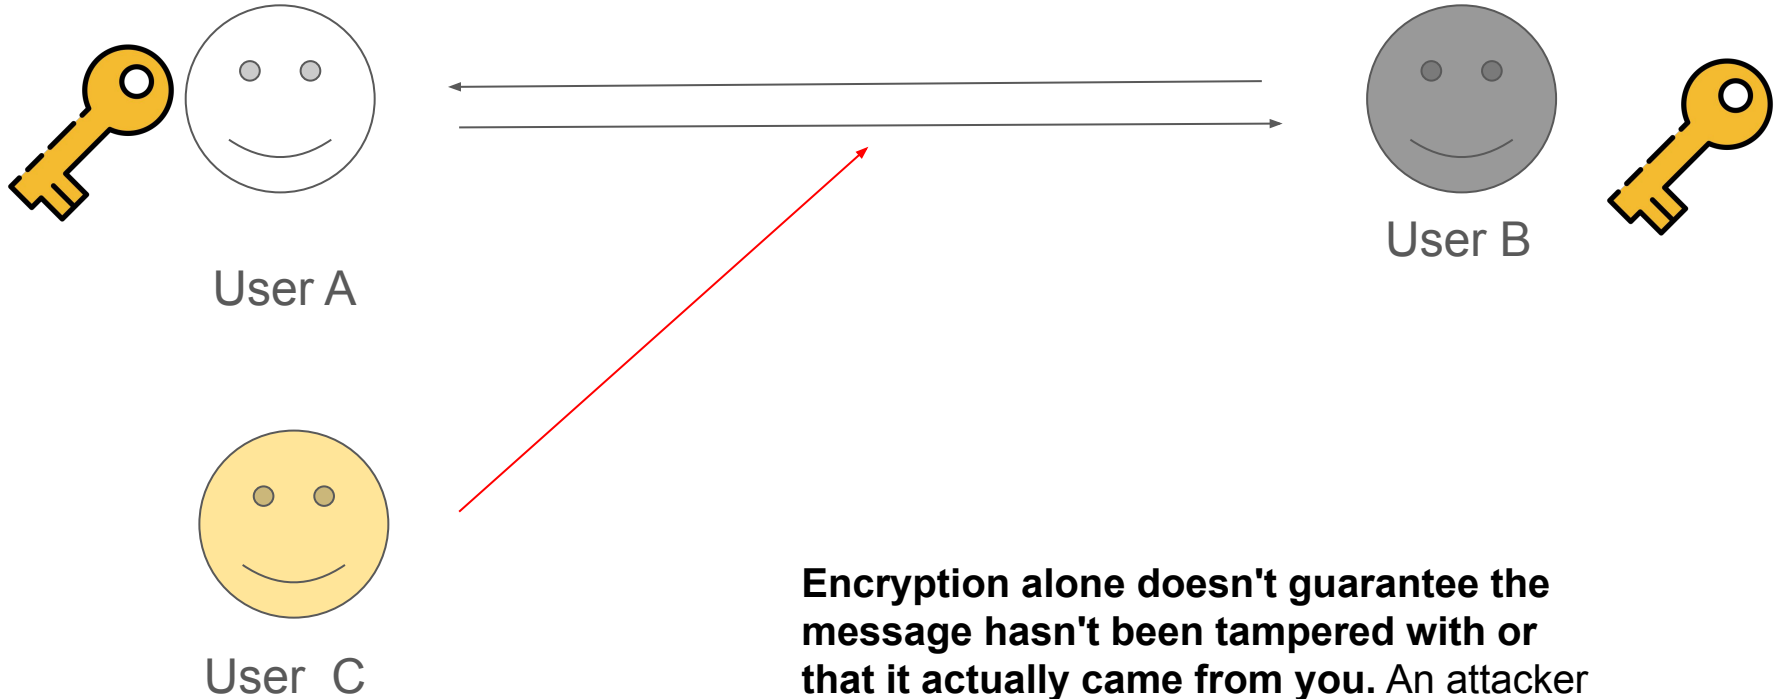 User A
User B
User C
Encryption alone doesn't guarantee the
message hasn't been tampered with or
that it actually came from you. An attacker